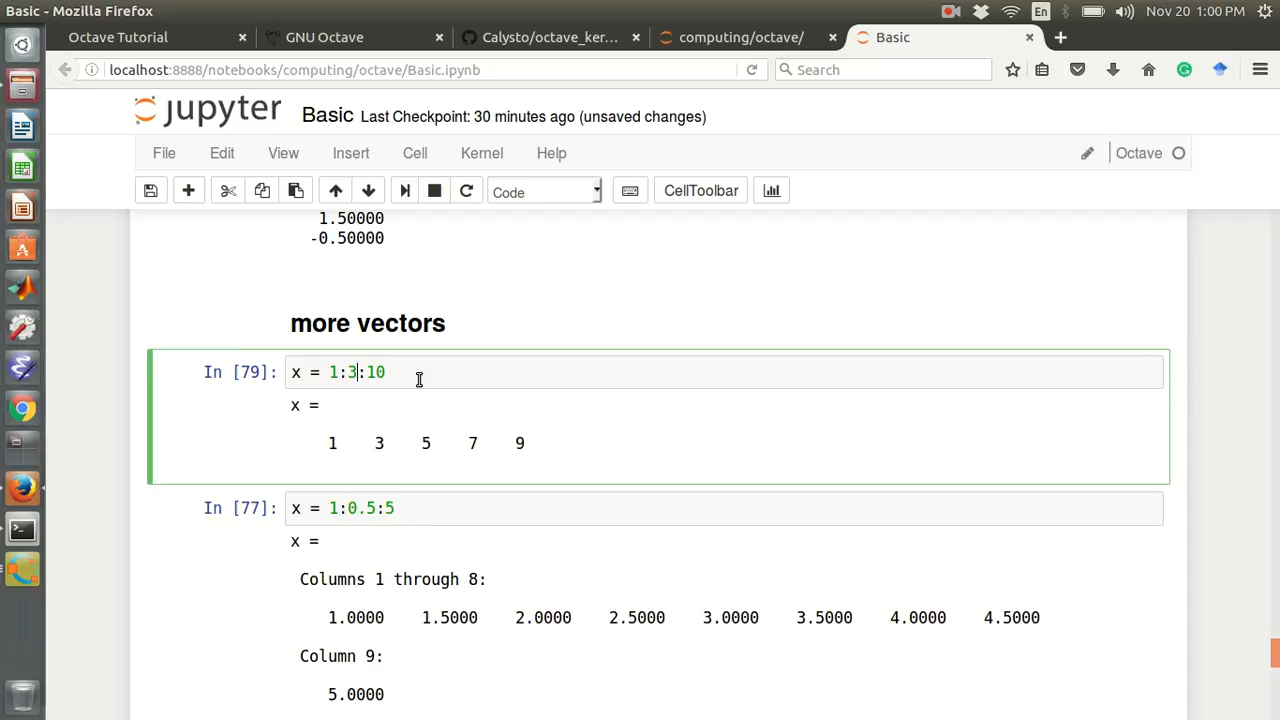 Basic - Mozilla Firefox
En
Nov 20 1:00 PM
Octave Tutorial
GNU Octave
Calysto/octave_ker...
computing/octave/
Basic
localhost:8888/notebooks/computing/octave/Basic.ipynb
Search
jupyter
Basic Last Checkpoint: 30 minutes ago (unsaved changes)
File Edit View Insert Cell Kernel Help
Octave
Code
CellToolbar
1.50000
-0.50000
more vectors
In [79]: x = 1:3:10
x =
1 3 5 7 9
In [77]: x = 1:0.5:5
x =
Columns 1 through 8:
1.0000 1.5000 2.0000 2.5000 3.0000 3.5000 4.0000 4.5000
Column 9:
5.0000